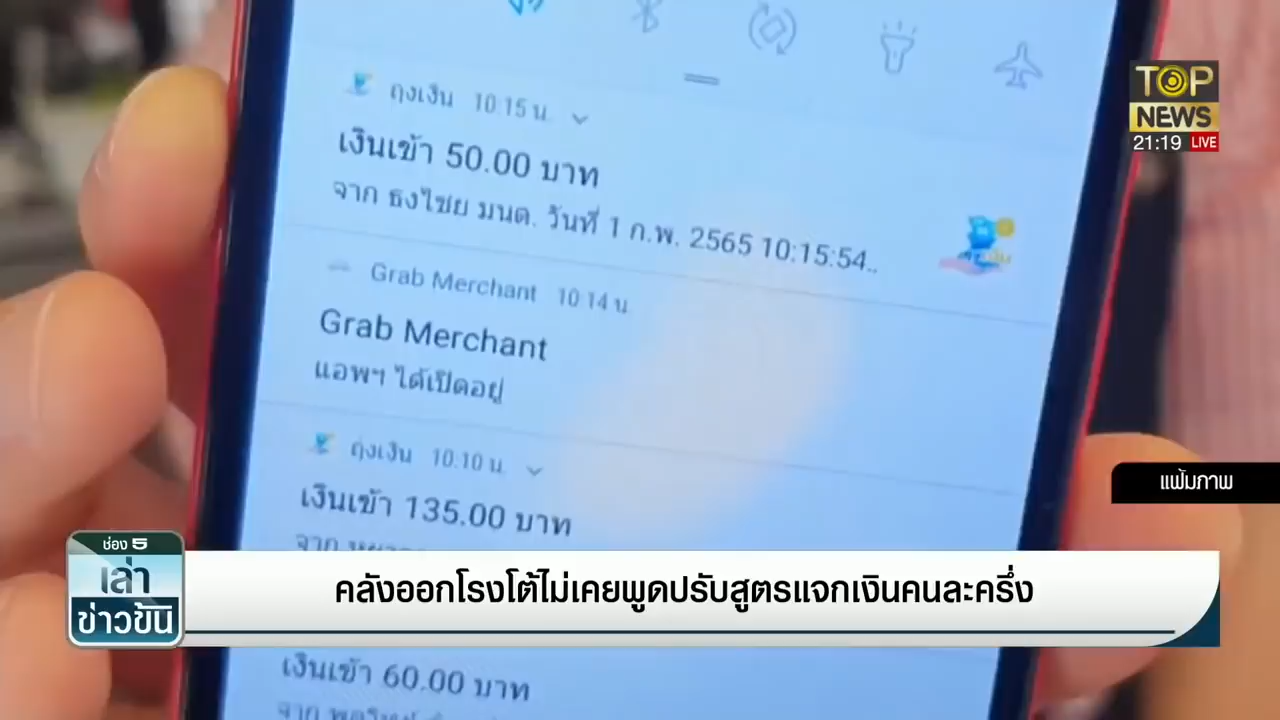 TOP
NEWS
21:19 LIVE
ถุงเงิน 10:15 น.
เงินเข้า 50.00 บาท
จาก ธงไชย มนต. วันที่ 1 ก.พ. 2565 10:15:54..
Grab Merchant 10:14 น.
Grab Merchant
แอพฯ ได้เปิดอยู่
ถุงเงิน 10:10 น.
เงินเข้า 135.00 บาท
จาก
แฟ้มภาพ
ช่อง 5
เล่า
ข่าวข้น
คลังออกโรงโต้ไม่เคยพูดปรับสูตรแจกเงินคนละครึ่ง
เงินเข้า 60.00 บาท
จาก